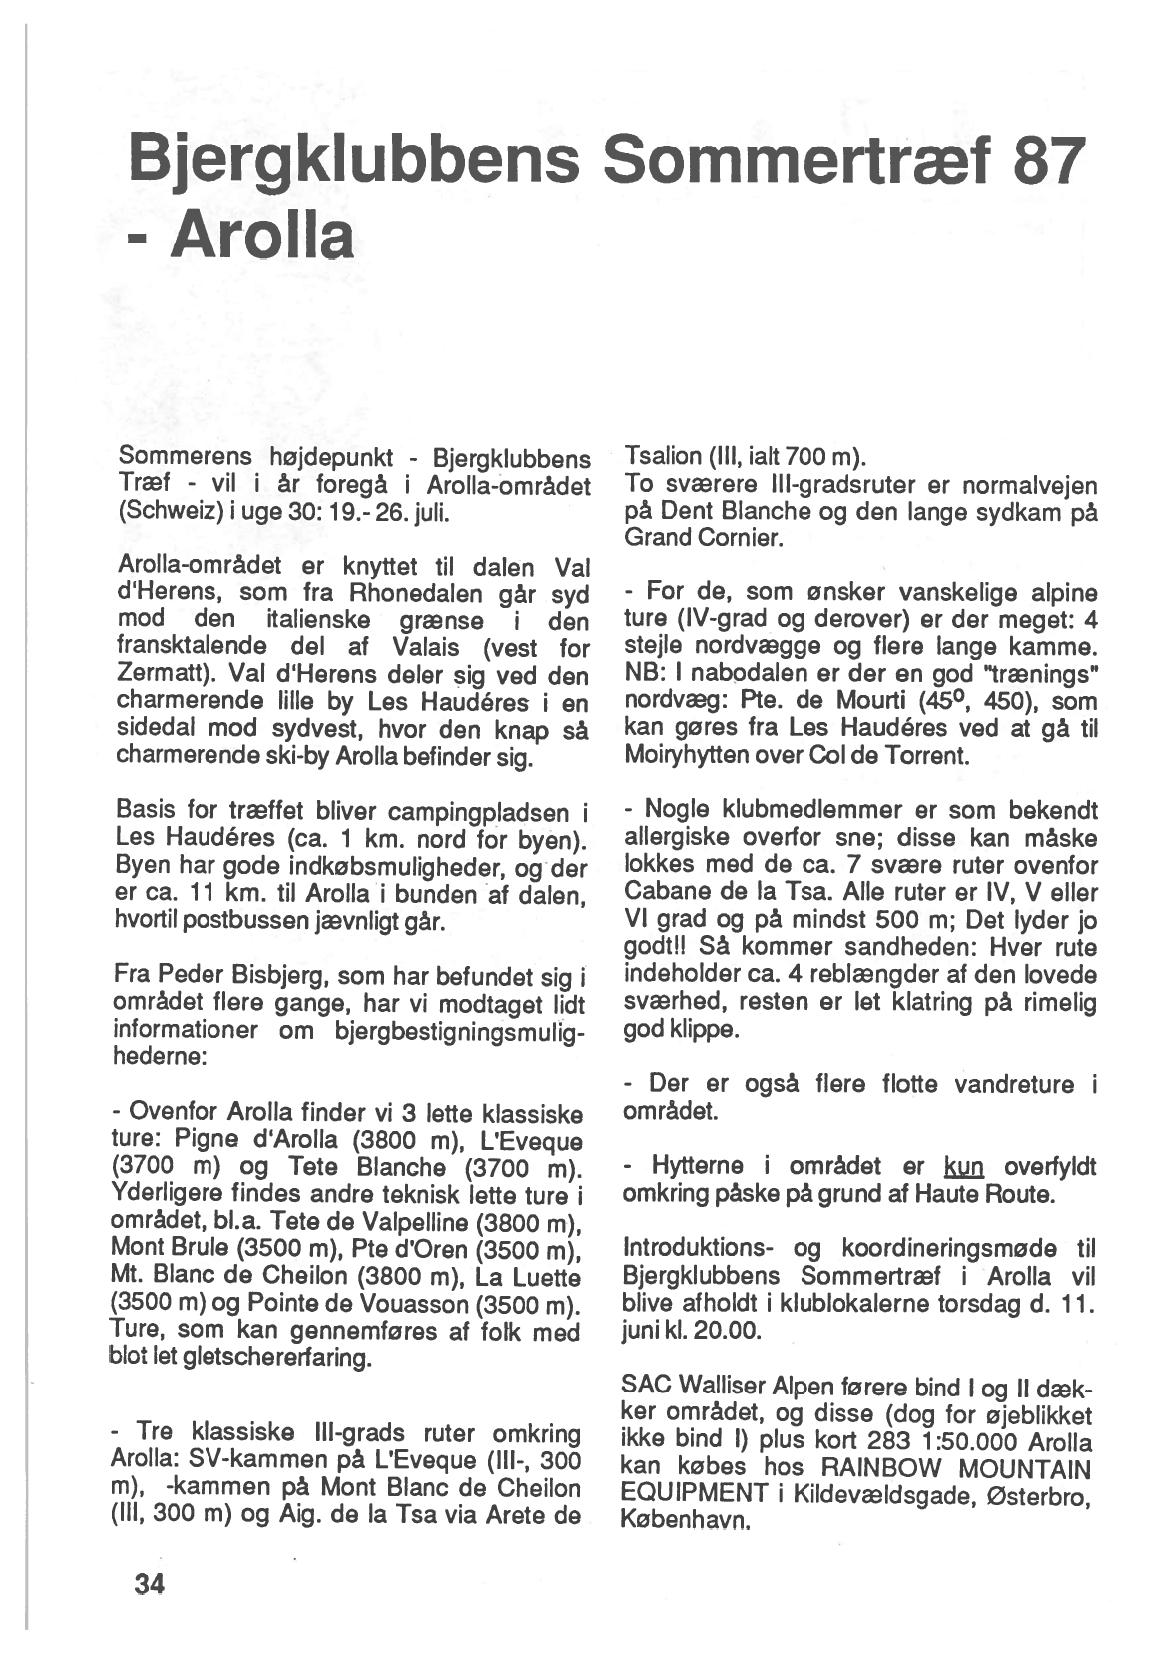 Bjergklubbens Sommertræf 87
- Arolla
Sommerens højdepunkt - Bjergklubbens
Træf - vil i år foregå i Arolla-området
(Schweiz) i uge 30: 19.- 26. juli.
Arolla-området er knyttet til dalen Val
d'Herens, som fra Rhonedalen går syd
mod den italienske grænse i den
fransktalende del af Valais (vest for
Zermatt). Val d'Herens deler sig ved den
charmerende lille by Les Haudéres i en
sidedal mod sydvest, hvor den knap så
charmerende ski-by Arolla befinder sig.
Basis for træffet bliver campingpladsen i
Les Haudéres (ca. 1 km. nord for byen).
Byen har gode indkøbsmuligheder, og der
er ca. 11 km. til Arolla i bunden af dalen,
hvortil postbussen jævnligt går.
Fra Peder Bisbjerg, som har befundet sig i
området flere gange, har vi modtaget lidt
informationer om bjergbestigningsmulig-
hederne:
- Ovenfor Arolla finder vi 3 lette klassiske
ture: Pigne d'Arolla (3800 m), L'Eveque
(3700 m) og Tete Blanche (3700 m).
Yderligere findes andre teknisk lette ture i
området, bl.a. Tete de Valpelline (3800 m),
Mont Brule (3500 m), Pte d'Oren (3500 m),
Mt. Blanc de Cheilon (3800 m), La Luette
(3500 m) og Pointe de Vouasson (3500 m).
Ture, som kan gennemføres af folk med
blot let gletschererfaring.
- Tre klassiske III-grads ruter omkring
Arolla: SV-kammen på L'Eveque (III-, 300
m), -kammen på Mont Blanc de Cheilon
(III, 300 m) og Aig. de la Tsa via Arete de
Tsalion (III, ialt 700 m).
To sværere III-gradsruter er normalvejen
på Dent Blanche og den lange sydkam på
Grand Cornier.
- For de, som ønsker vanskelige alpine
ture (IV-grad og derover) er der meget: 4
stejle nordvægge og flere lange kamme.
NB: I nabodalen er der en god "trænings"
nordvæg: Pte. de Mourti (45º, 450), som
kan gøres fra Les Haudéres ved at gå til
Moiryhytten over Col de Torrent.
- Nogle klubmedlemmer er som bekendt
allergiske overfor sne; disse kan måske
lokkes med de ca. 7 svære ruter ovenfor
Cabane de la Tsa. Alle ruter er IV, V eller
VI grad og på mindst 500 m; Det lyder jo
godt!! Så kommer sandheden: Hver rute
indeholder ca. 4 reblængder af den lovede
sværhed, resten er let klatring på rimelig
god klippe.
- Der er også flere flotte vandreture i
området.
- Hytterne i området er kun overfyldt
omkring påske på grund af Haute Route.
Introduktions- og koordineringsmøde til
Bjergklubbens Sommertræf i Arolla vil
blive afholdt i klublokalerne torsdag d. 11.
juni kl. 20.00.
SAC Walliser Alpen førere bind I og II dæk-
ker området, og disse (dog for øjeblikket
ikke bind I) plus kort 283 1:50.000 Arolla
kan købes hos RAINBOW MOUNTAIN
EQUIPMENT i Kildevældsgade, Østerbro,
København.
34